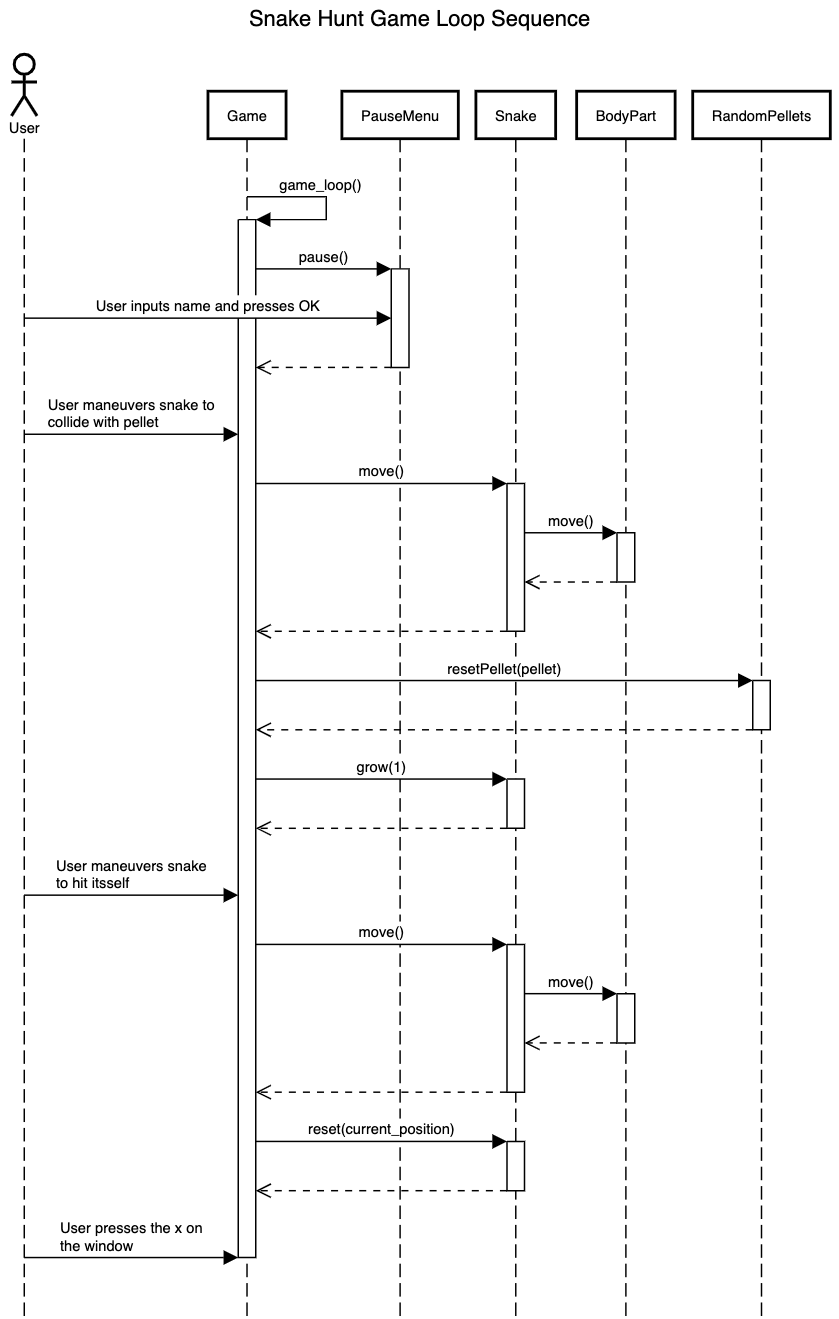 Snake Hunt Game Loop Sequence
User
Game
PauseMenu
Snake
BodyPart
RandomPellets
game_loop()
pause()
User inputs name and presses OK
User maneuvers snake to
collide with pellet
move()
move()
resetPellet(pellet)
grow(1)
User maneuvers snake
to hit itsself
move()
move()
reset(current_position)
User presses the x on
the window